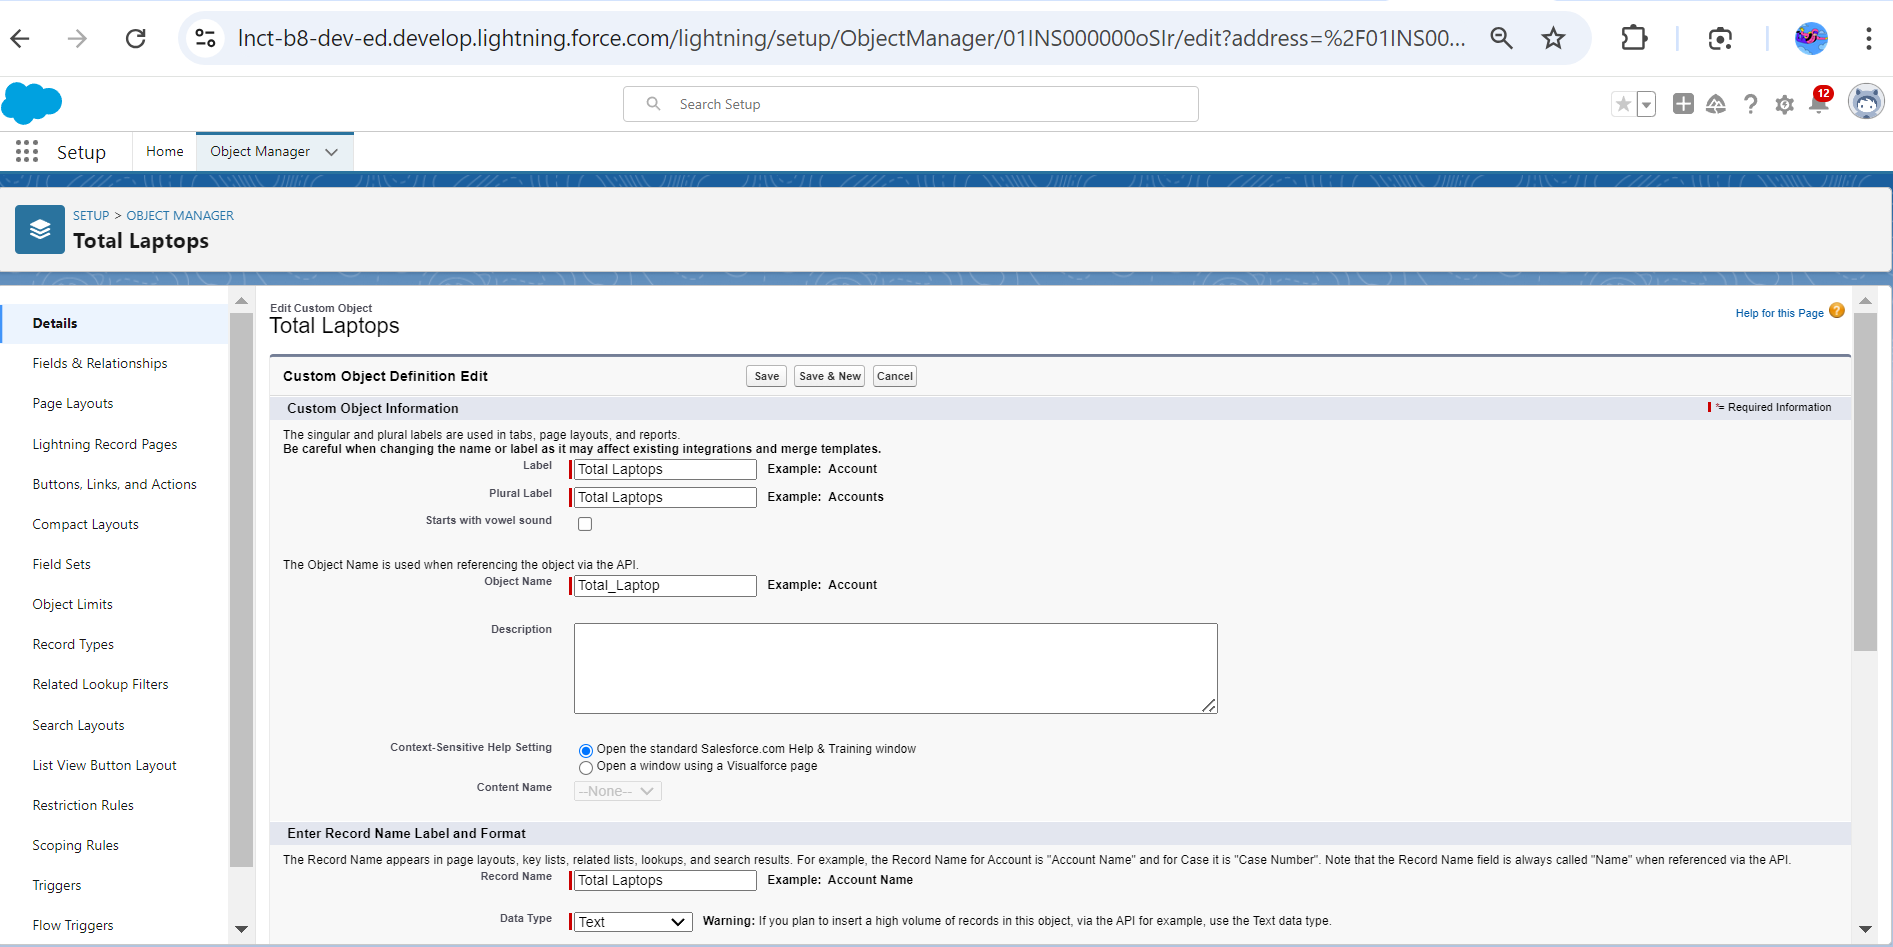 lnct-b8-dev-ed.develop.lightning.force.com/lightning/setup/ObjectManager/01INS000000oSIr/edit?address=%2F01INS00...
Search Setup
12
Setup
Home
Object Manager
SETUP > OBJECT MANAGER
Total Laptops
Details
Fields & Relationships
Page Layouts
Lightning Record Pages
Buttons, Links, and Actions
Compact Layouts
Field Sets
Object Limits
Record Types
Related Lookup Filters
Search Layouts
List View Button Layout
Restriction Rules
Scoping Rules
Triggers
Flow Triggers
Edit Custom Object
Total Laptops
Help for this Page ?
Custom Object Definition Edit
Save
Save & New
Cancel
Custom Object Information
*= Required Information
The singular and plural labels are used in tabs, page layouts, and reports.
Be careful when changing the name or label as it may affect existing integrations and merge templates.
Label Total Laptops Example: Account
Plural Label Total Laptops Example: Accounts
Starts with vowel sound
The Object Name is used when referencing the object via the API.
Object Name Total_Laptop Example: Account
Description
Context-Sensitive Help Setting Open the standard Salesforce.com Help & Training window
Open a window using a Visualforce page
Content Name --None--
Enter Record Name Label and Format
The Record Name appears in page layouts, key lists, related lists, lookups, and search results. For example, the Record Name for Account is "Account Name" and for Case it is "Case Number". Note that the Record Name field is always called "Name" when referenced via the API.
Record Name Total Laptops Example: Account Name
Data Type Text Warning: If you plan to insert a high volume of records in this object, via the API for example, use the Text data type.